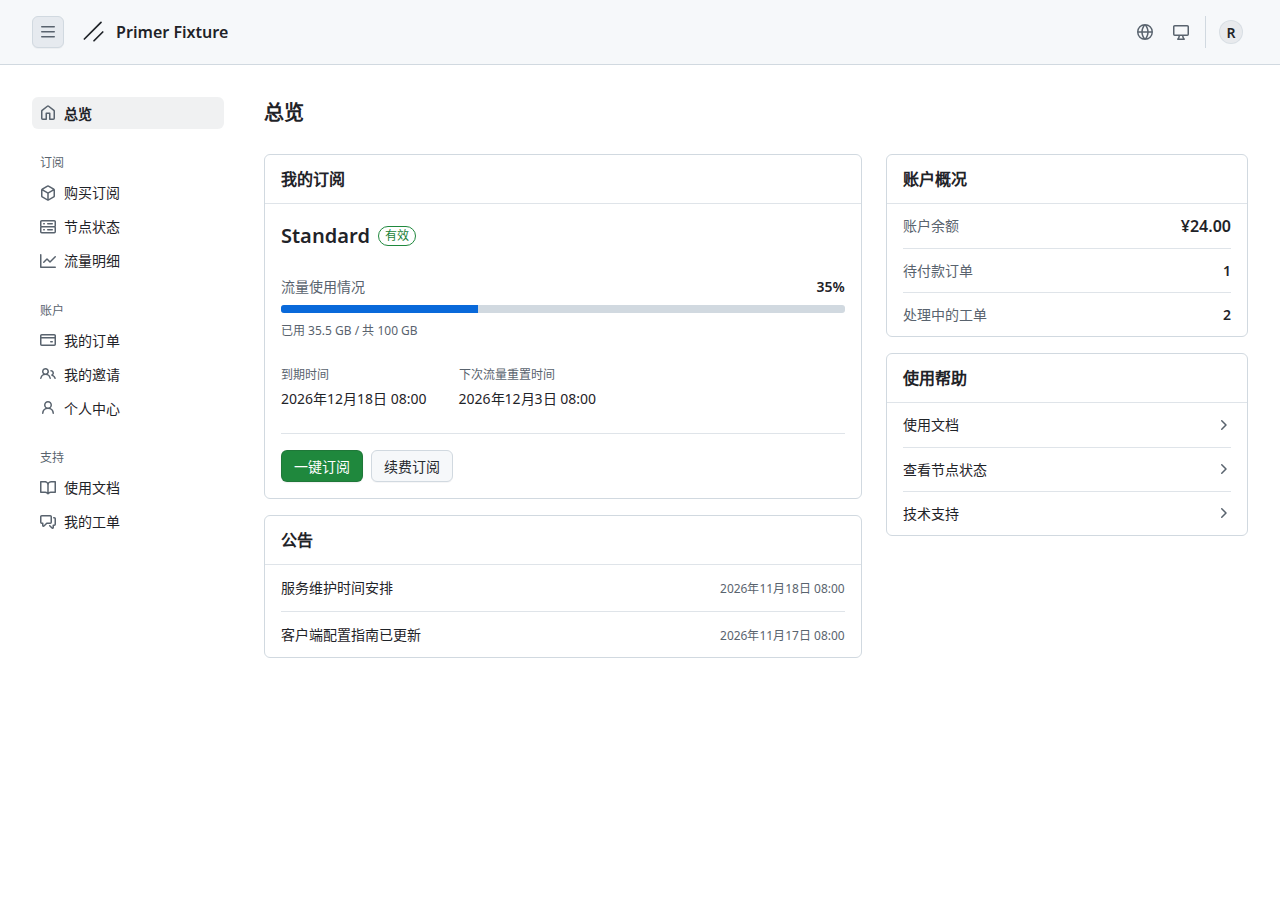 Primer Fixture
R
总览
订阅
购买订阅
节点状态
流量明细
账户
我的订单
我的邀请
个人中心
支持
使用文档
我的工单
总览
我的订阅
Standard 有效
流量使用情况 35%
已用 35.5 GB / 共 100 GB
到期时间 下次流量重置时间
2026年12月18日 08:00 2026年12月3日 08:00
一键订阅 续费订阅
公告
服务维护时间安排 2026年11月18日 08:00
客户端配置指南已更新 2026年11月17日 08:00
账户概况
账户余额 ¥24.00
待付款订单 1
处理中的工单 2
使用帮助
使用文档
查看节点状态
技术支持